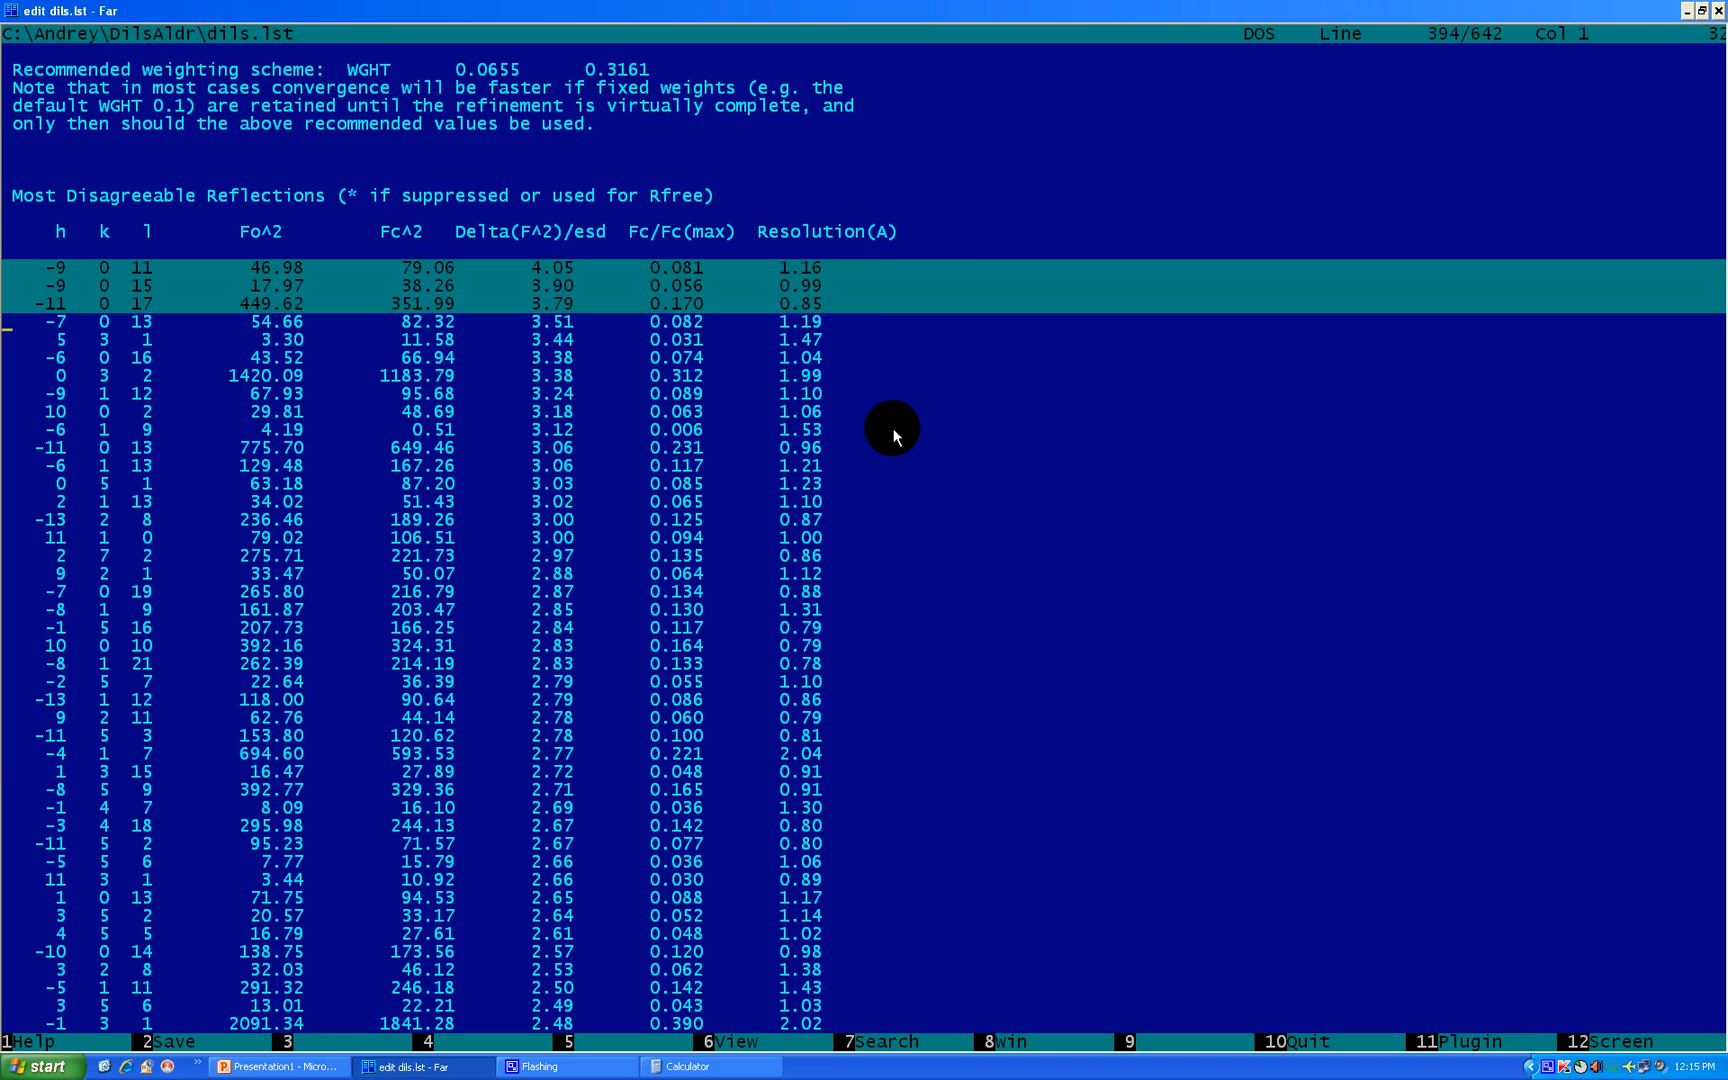 edit dils.lst - Far
C:\Andrey\DilsAldr\dils.lst DOS Line 394/642 Col 1 32
Recommended weighting scheme: WGHT 0.0655 0.3161
Note that in most cases convergence will be faster if fixed weights (e.g. the
default WGHT 0.1) are retained until the refinement is virtually complete, and
only then should the above recommended values be used.
Most Disagreeable Reflections (* if suppressed or used for Rfree)
h k l Fo^2 Fc^2 Delta(F^2)/esd Fc/Fc(max) Resolution(A)
-9 0 11 46.98 79.06 4.05 0.081 1.16
-9 0 15 17.97 38.26 3.90 0.056 0.99
-11 0 17 449.62 351.99 3.79 0.170 0.85
-7 0 13 54.66 82.32 3.51 0.082 1.19
5 3 1 3.30 11.58 3.44 0.031 1.47
-6 0 16 43.52 66.94 3.38 0.074 1.04
0 3 2 1420.09 1183.79 3.38 0.312 1.99
-9 1 12 67.93 95.68 3.24 0.089 1.10
10 0 2 29.81 48.69 3.18 0.063 1.06
-6 1 9 4.19 0.51 3.12 0.006 1.53
-11 0 13 775.70 649.46 3.06 0.231 0.96
-6 1 13 129.48 167.26 3.06 0.117 1.21
0 5 1 63.18 87.20 3.03 0.085 1.23
2 1 13 34.02 51.43 3.02 0.065 1.10
-13 2 8 236.46 189.26 3.00 0.125 0.87
11 1 0 79.02 106.51 3.00 0.094 1.00
2 7 2 275.71 221.73 2.97 0.135 0.86
9 2 1 33.47 50.07 2.88 0.064 1.12
-7 0 19 265.80 216.79 2.87 0.134 0.88
-8 1 9 161.87 203.47 2.85 0.130 1.31
-1 5 16 207.73 166.25 2.84 0.117 0.79
10 0 10 392.16 324.31 2.83 0.164 0.79
-8 1 21 262.39 214.19 2.83 0.133 0.78
-2 5 7 22.64 36.39 2.79 0.055 1.10
-13 1 12 118.00 90.64 2.79 0.086 0.86
9 2 11 62.76 44.14 2.78 0.060 0.79
-11 5 3 153.80 120.62 2.78 0.100 0.81
-4 1 7 694.60 593.53 2.77 0.221 2.04
1 3 15 16.47 27.89 2.72 0.048 0.91
-8 5 9 392.77 329.36 2.71 0.165 0.91
-1 4 7 8.09 16.10 2.69 0.036 1.30
-3 4 18 295.98 244.13 2.67 0.142 0.80
-11 5 2 95.23 71.57 2.67 0.077 0.80
-5 5 6 7.77 15.79 2.66 0.036 1.06
11 3 1 3.44 10.92 2.66 0.030 0.89
1 0 13 71.75 94.53 2.65 0.088 1.17
3 5 2 20.57 33.17 2.64 0.052 1.14
4 5 5 16.79 27.61 2.61 0.048 1.02
-10 0 14 138.75 173.56 2.57 0.120 0.98
3 2 8 32.03 46.12 2.53 0.062 1.38
-5 1 11 291.32 246.18 2.50 0.142 1.43
3 5 6 13.01 22.21 2.49 0.043 1.03
-1 3 1 2091.34 1841.28 2.48 0.390 2.02
1Help 2Save 3 4 5 6View 7Search 8Win 9 10Quit 11Plugin 12Screen
start Presentation1 - Micro... edit dils.lst - Far Flashing Calculator 12:15 PM